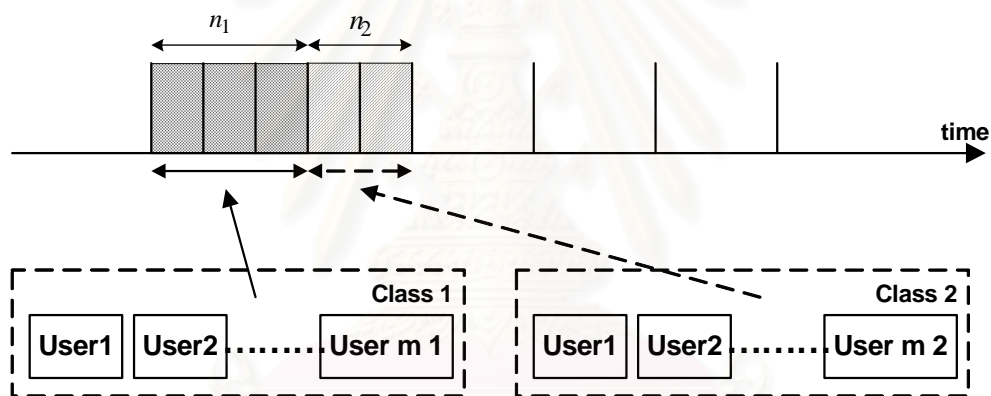 n1 n2
time
Class 1 Class 2
User1 User2 ......... User m 1 User1 User2 ......... User m 2